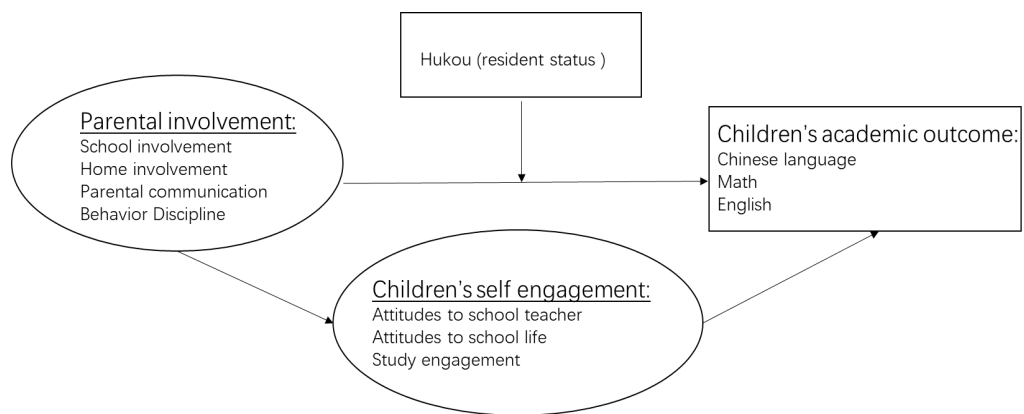 Hukou (resident status )
Parental involvement:
School involvement
Home involvement
Parental communication
Behavior Discipline
Children's academic outcome:
Chinese language
Math
English
Children's self engagement:
Attitudes to school teacher
Attitudes to school life
Study engagement